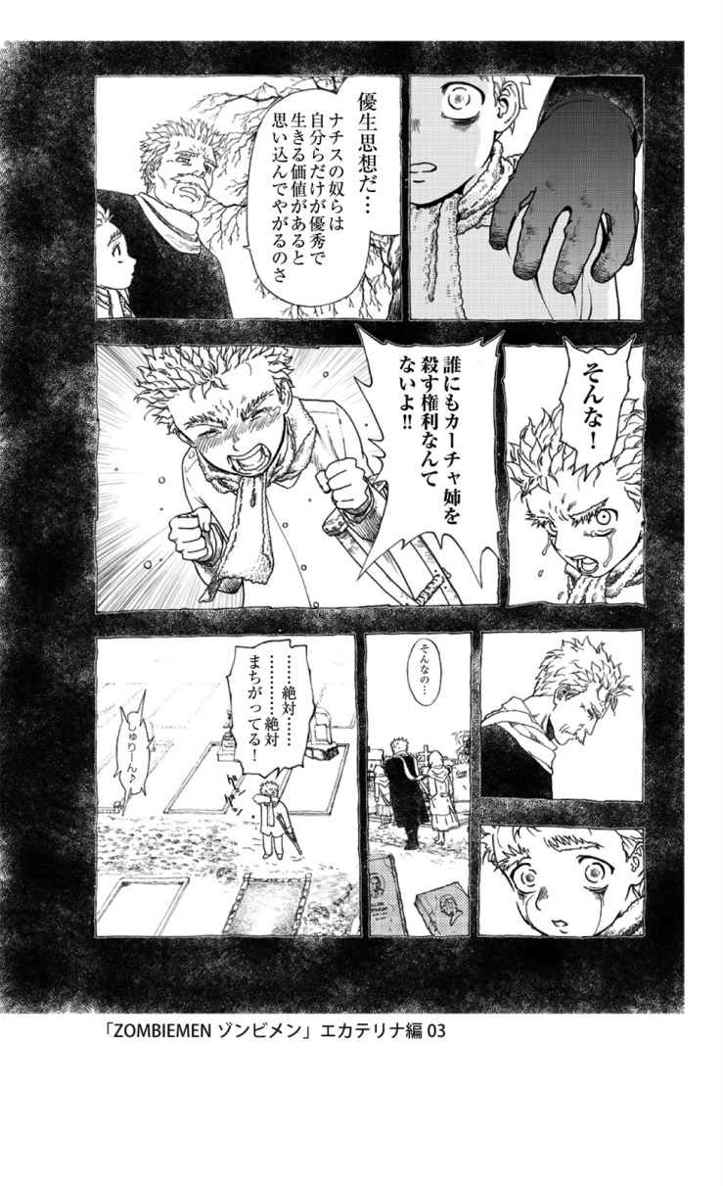 優生思想だ…
ナチスの奴らは
自分らだけが優秀で
生きる価値があると
思い込んでやがるのさ
そんな！
誰にもカーチャ姉を
殺す権利なんて
ないよ!!
そんなの…
………絶対……
…………絶対
まちがってる！
しゅりーん♪
「ZOMBIEMEN ゾンビメン」エカテリナ編 03